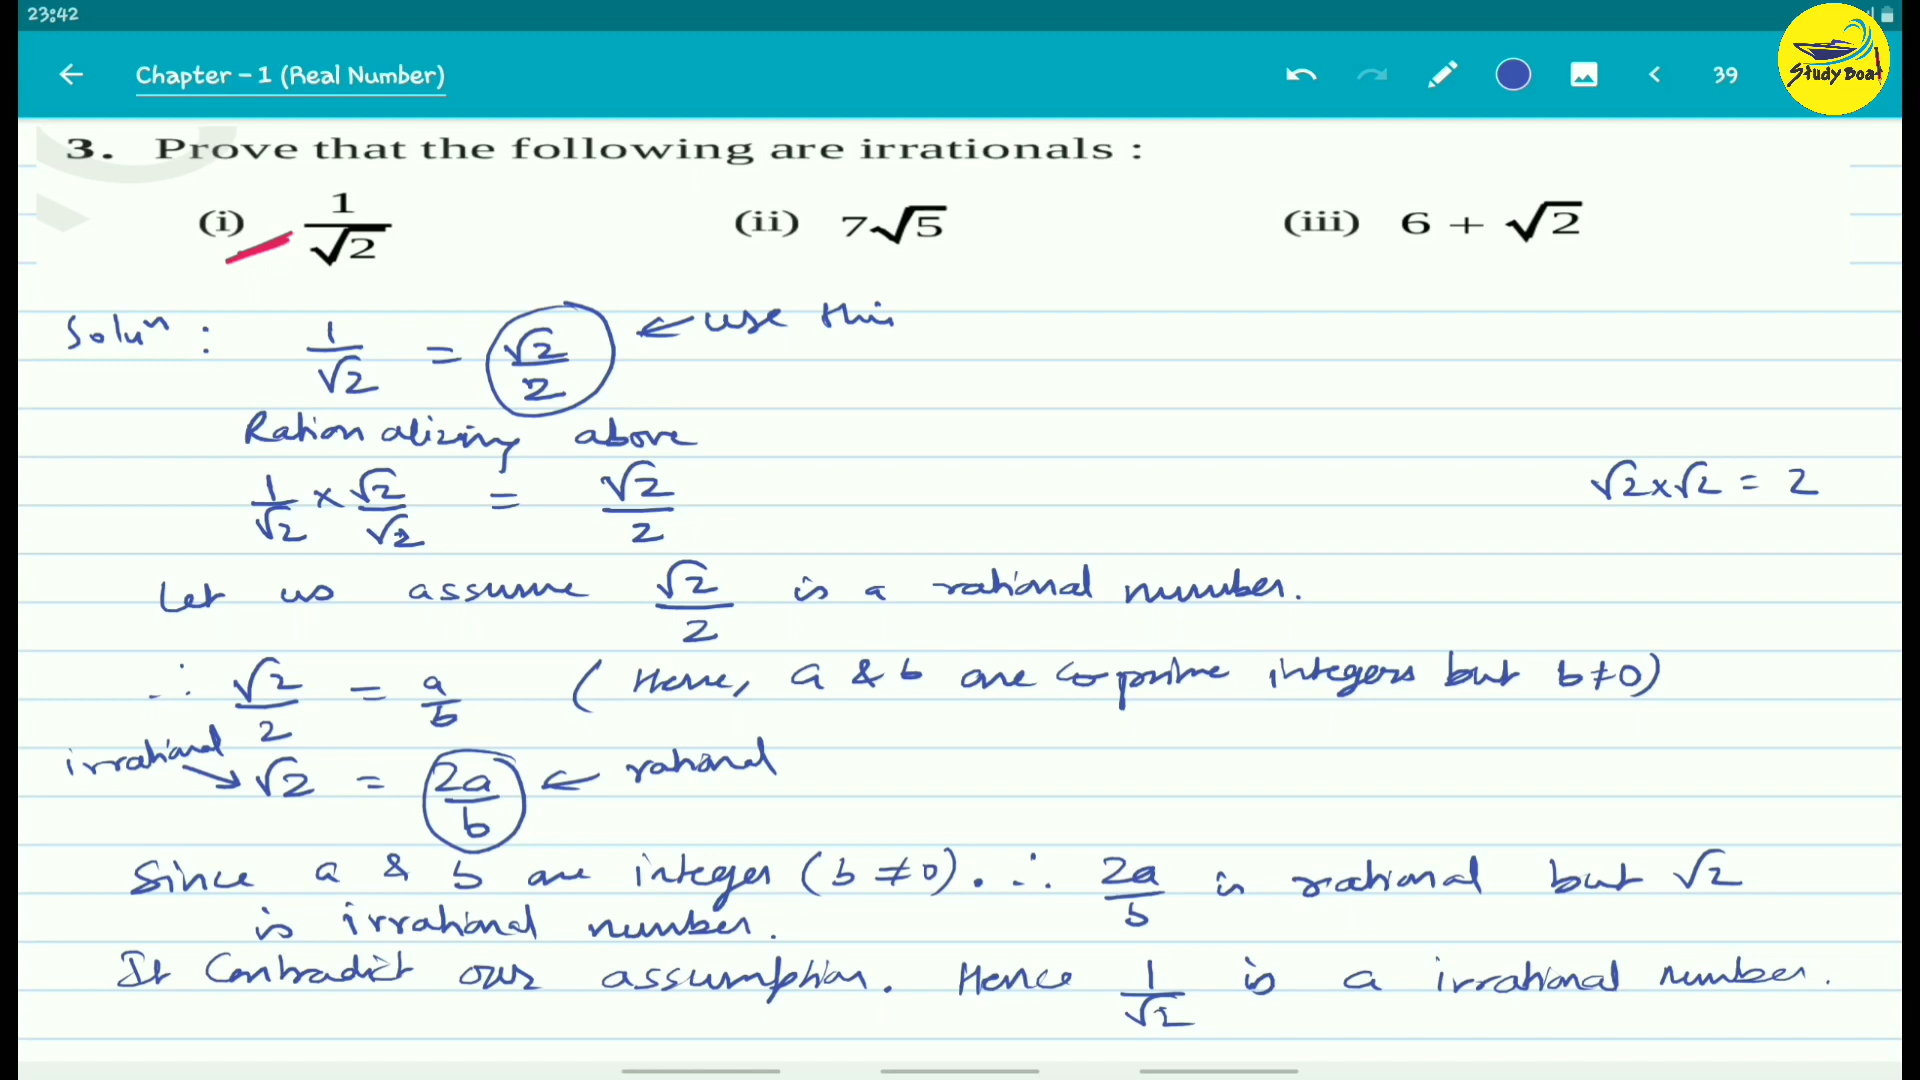 23:42
Chapter - 1 (Real Number)
39
Study Boat
3. Prove that the following are irrationals :
(i) 1/√2 (ii) 7√5 (iii) 6 + √2
Soluⁿ : 1/√2 = √2/2 ← use this
Rationalizing above
1/√2 × √2/√2 = √2/2
√2×√2 = 2
Let us assume √2/2 is a rational number.
∴ √2/2 = a/b (Here, a & b are co-prime integers but b≠0)
irrational → √2 = 2a/b ← rational
Since a & b are integer (b ≠0). ∴ 2a/b is rational but √2
is irrational number.
It Contradict our assumption. Hence 1/√2 is a irrational number.